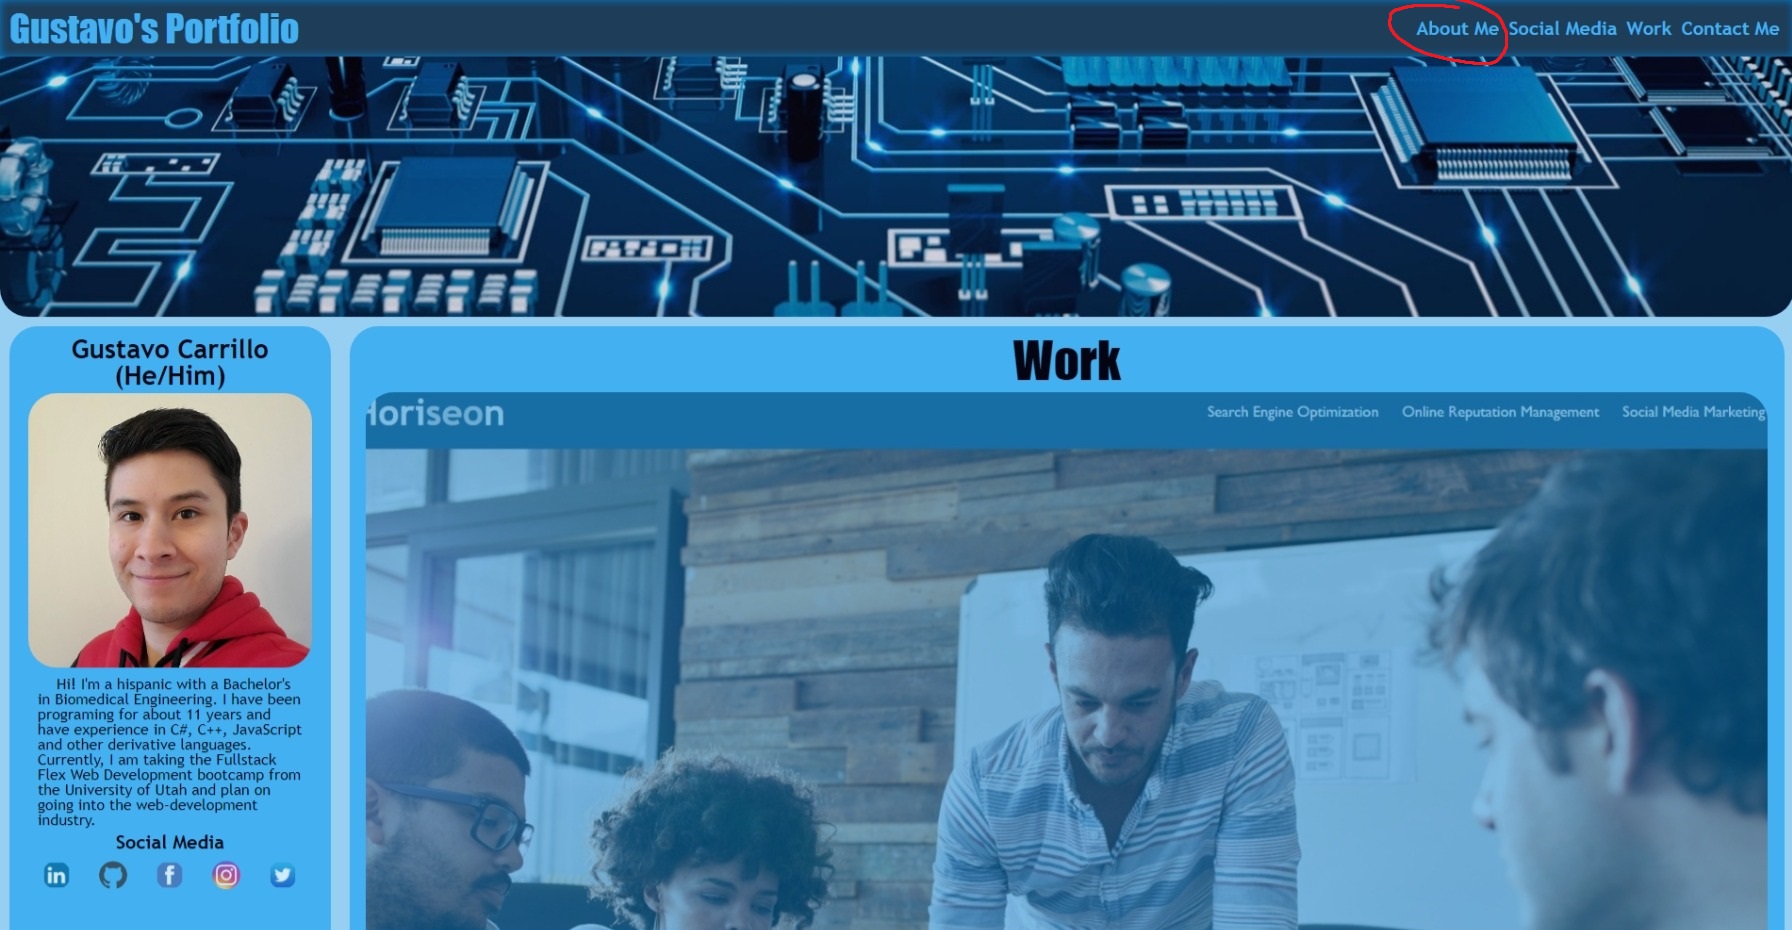 Gustavo's Portfolio
About Me Social Media Work Contact Me
Gustavo Carrillo
(He/Him)
Hi! I'm a hispanic with a Bachelor's
in Biomedical Engineering. I have been
programing for about 11 years and
have experience in C#, C++, JavaScript
and other derivative languages.
Currently, I am taking the Fullstack
Flex Web Development bootcamp from
the University of Utah and plan on
going into the web-development
industry.
Social Media
in
f
Work
Horiseon
Search Engine Optimization Online Reputation Management Social Media Marketing